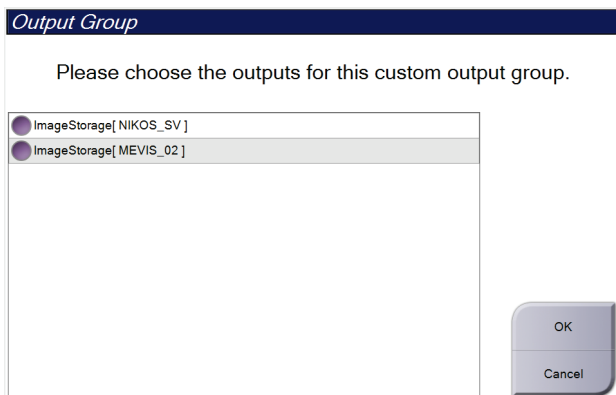 Output Group
Please choose the outputs for this custom output group.
ImageStorage[ NIKOS_SV ]
ImageStorage[ MEVIS_02 ]
OK
Cancel